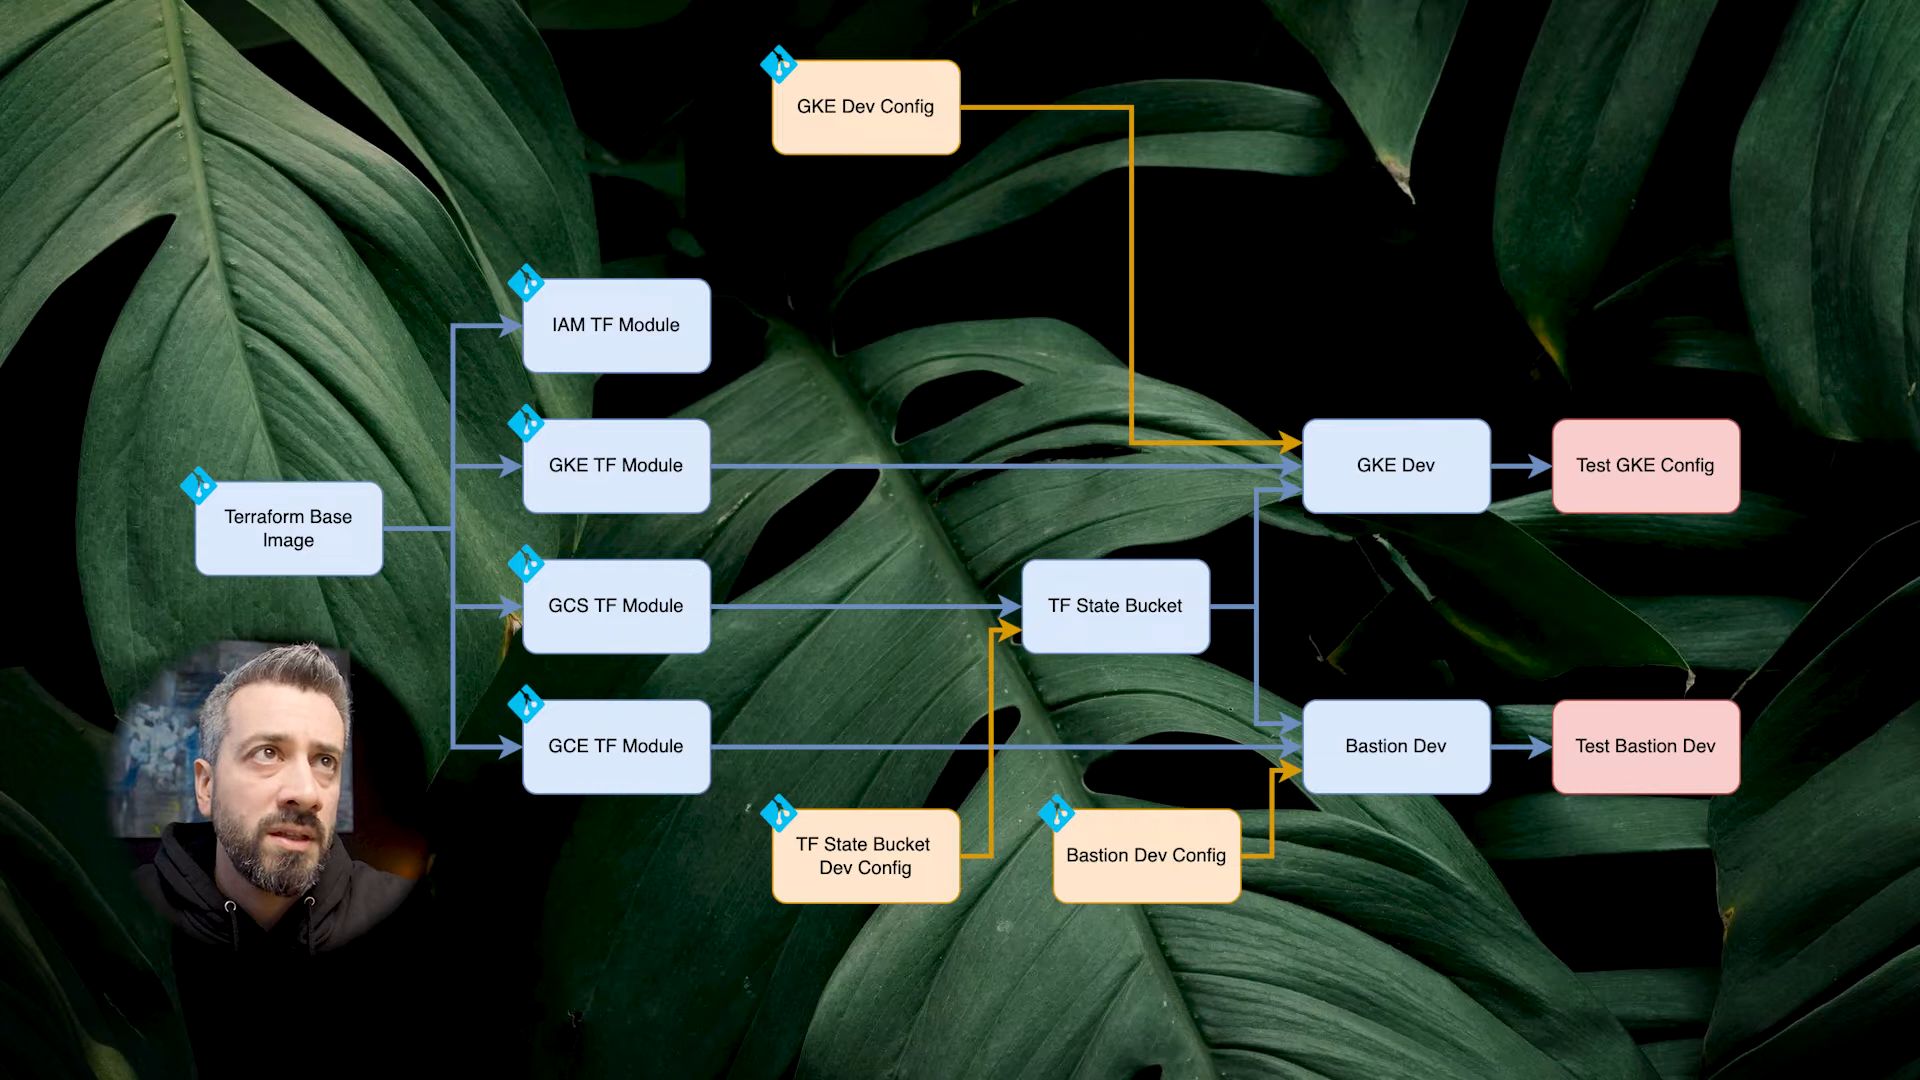 GKE Dev Config
IAM TF Module
GKE TF Module
GKE Dev
Test GKE Config
Terraform Base
Image
GCS TF Module
TF State Bucket
GCE TF Module
Bastion Dev
Test Bastion Dev
TF State Bucket
Dev Config
Bastion Dev Config